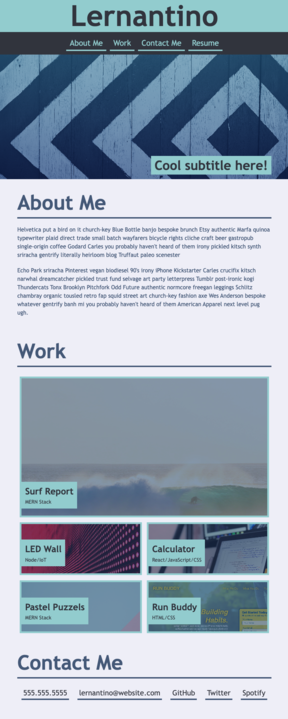 Lernantino
About Me Work Contact Me Resume
Cool subtitle here!
About Me
Helvetica put a bird on it church-key Blue Bottle banjo bespoke brunch Etsy authentic Marfa quinoa
typewriter plaid direct trade small batch wayfarers bicycle rights cliche craft beer gastropub
single-origin coffee Godard Carles you probably haven't heard of them irony pickled kitsch synth
sriracha gentrify literally heirloom blog Truffaut paleo scenester
Echo Park sriracha Pinterest vegan biodiesel 90's irony iPhone Kickstarter Carles crucifix kitsch
narwhal dreamcatcher pickled trust fund selvage art party letterpress Tumblr post-ironic kogi
Thundercats Tonx Brooklyn Pitchfork Odd Future authentic normcore freegan leggings Schlitz
chambray organic tousled retro fap squid street art church-key fashion axe Wes Anderson bespoke
whatever gentrify banh mi you probably haven't heard of them American Apparel next level pug
ugh.
Work
Surf Report
MERN Stack
LED Wall
Node/IoT
Calculator
React/JavaScript/CSS
Pastel Puzzels
MERN Stack
Run Buddy
HTML/CSS
Building
Habits.
Contact Me
555.555.5555 lernantino@website.com GitHub Twitter Spotify